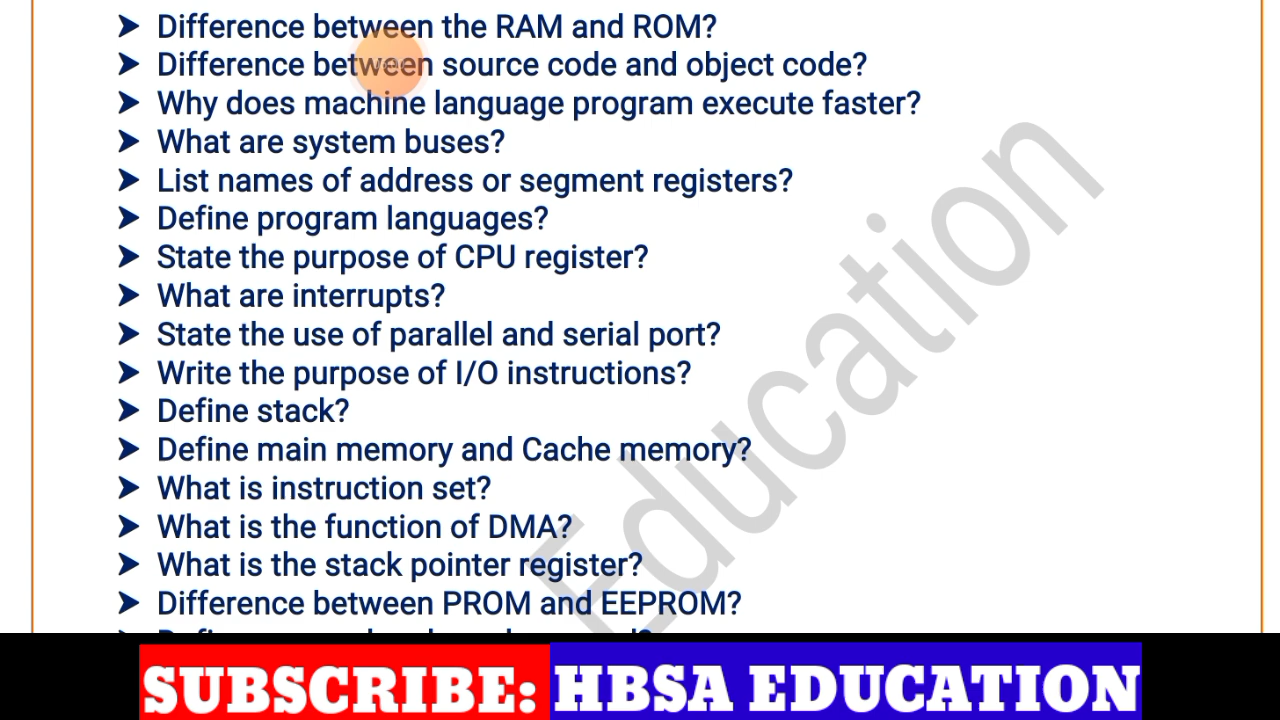 ➤ Difference between the RAM and ROM?
➤ Difference between source code and object code?
➤ Why does machine language program execute faster?
➤ What are system buses?
➤ List names of address or segment registers?
➤ Define program languages?
➤ State the purpose of CPU register?
➤ What are interrupts?
➤ State the use of parallel and serial port?
➤ Write the purpose of I/O instructions?
➤ Define stack?
➤ Define main memory and Cache memory?
➤ What is instruction set?
➤ What is the function of DMA?
➤ What is the stack pointer register?
➤ Difference between PROM and EEPROM?
Education
SUBSCRIBE: HBSA EDUCATION